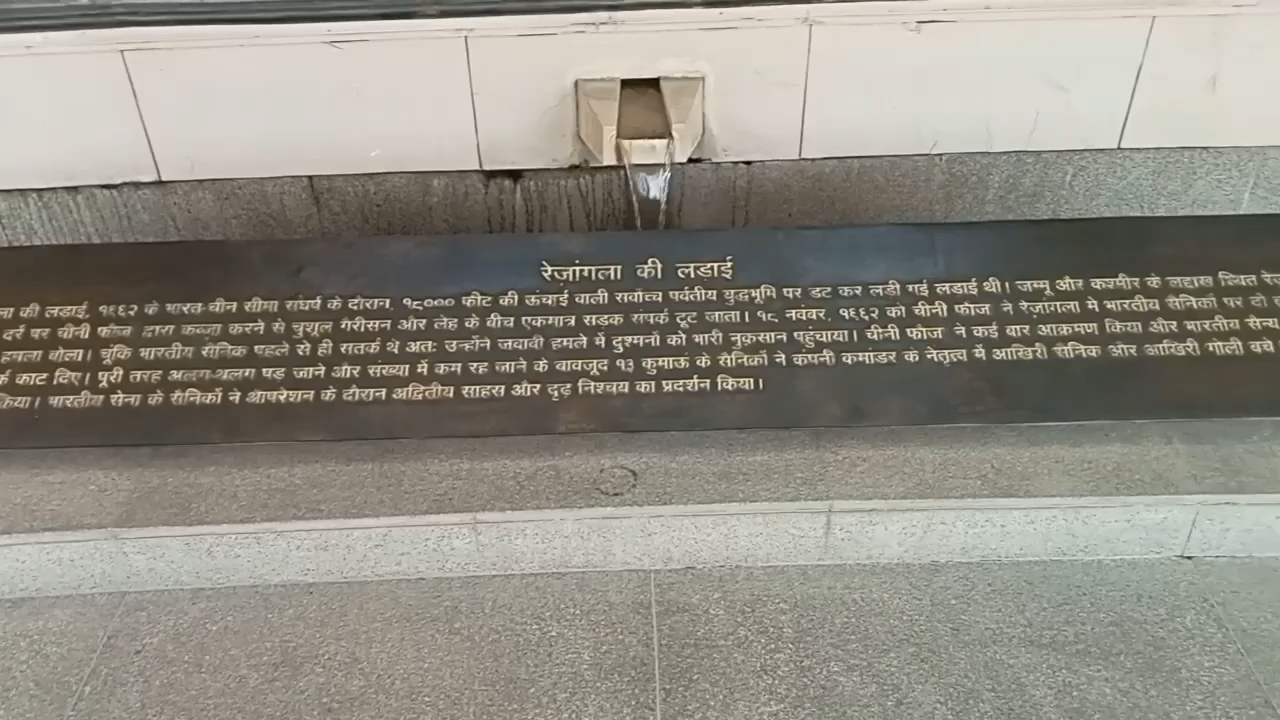 रेज़ांगला की लड़ाई
की लड़ाई, १९६२ के भारत-चीन सीमा संघर्ष के दौरान, १८००० फीट की ऊंचाई वाली सर्वोच्च पर्वतीय युद्धभूमि पर डट कर लड़ी गई लड़ाई थी। जम्मू और कश्मीर के लद्दाख स्थित
दर्रे पर चीनी फौज द्वारा कब्जा करने से चुशूल गैरीसन और लेह के बीच एकमात्र सड़क संपर्क टूट जाता। १८ नवंबर, १९६२ को चीनी फौज ने रेज़ांगला में भारतीय सैनिकों पर दो
हमला बोला। चूंकि भारतीय सैनिक पहले से ही सतर्क थे अतः उन्होंने जवाबी हमले में दुश्मनों को भारी नुक़सान पहुंचाया। चीनी फौज ने कई बार आक्रमण किया और भारतीय सैन्य
काट दिए। पूरी तरह अलग-थलग पड़ जाने और संख्या में कम रह जाने के बावजूद १३ कुमाऊं के सैनिकों ने कंपनी कमांडर के नेतृत्व में आखिरी सैनिक और आखिरी गोली बचे
किया। भारतीय सेना के सैनिकों ने ऑपरेशन के दौरान अद्वितीय साहस और दृढ़ निश्चय का प्रदर्शन किया।